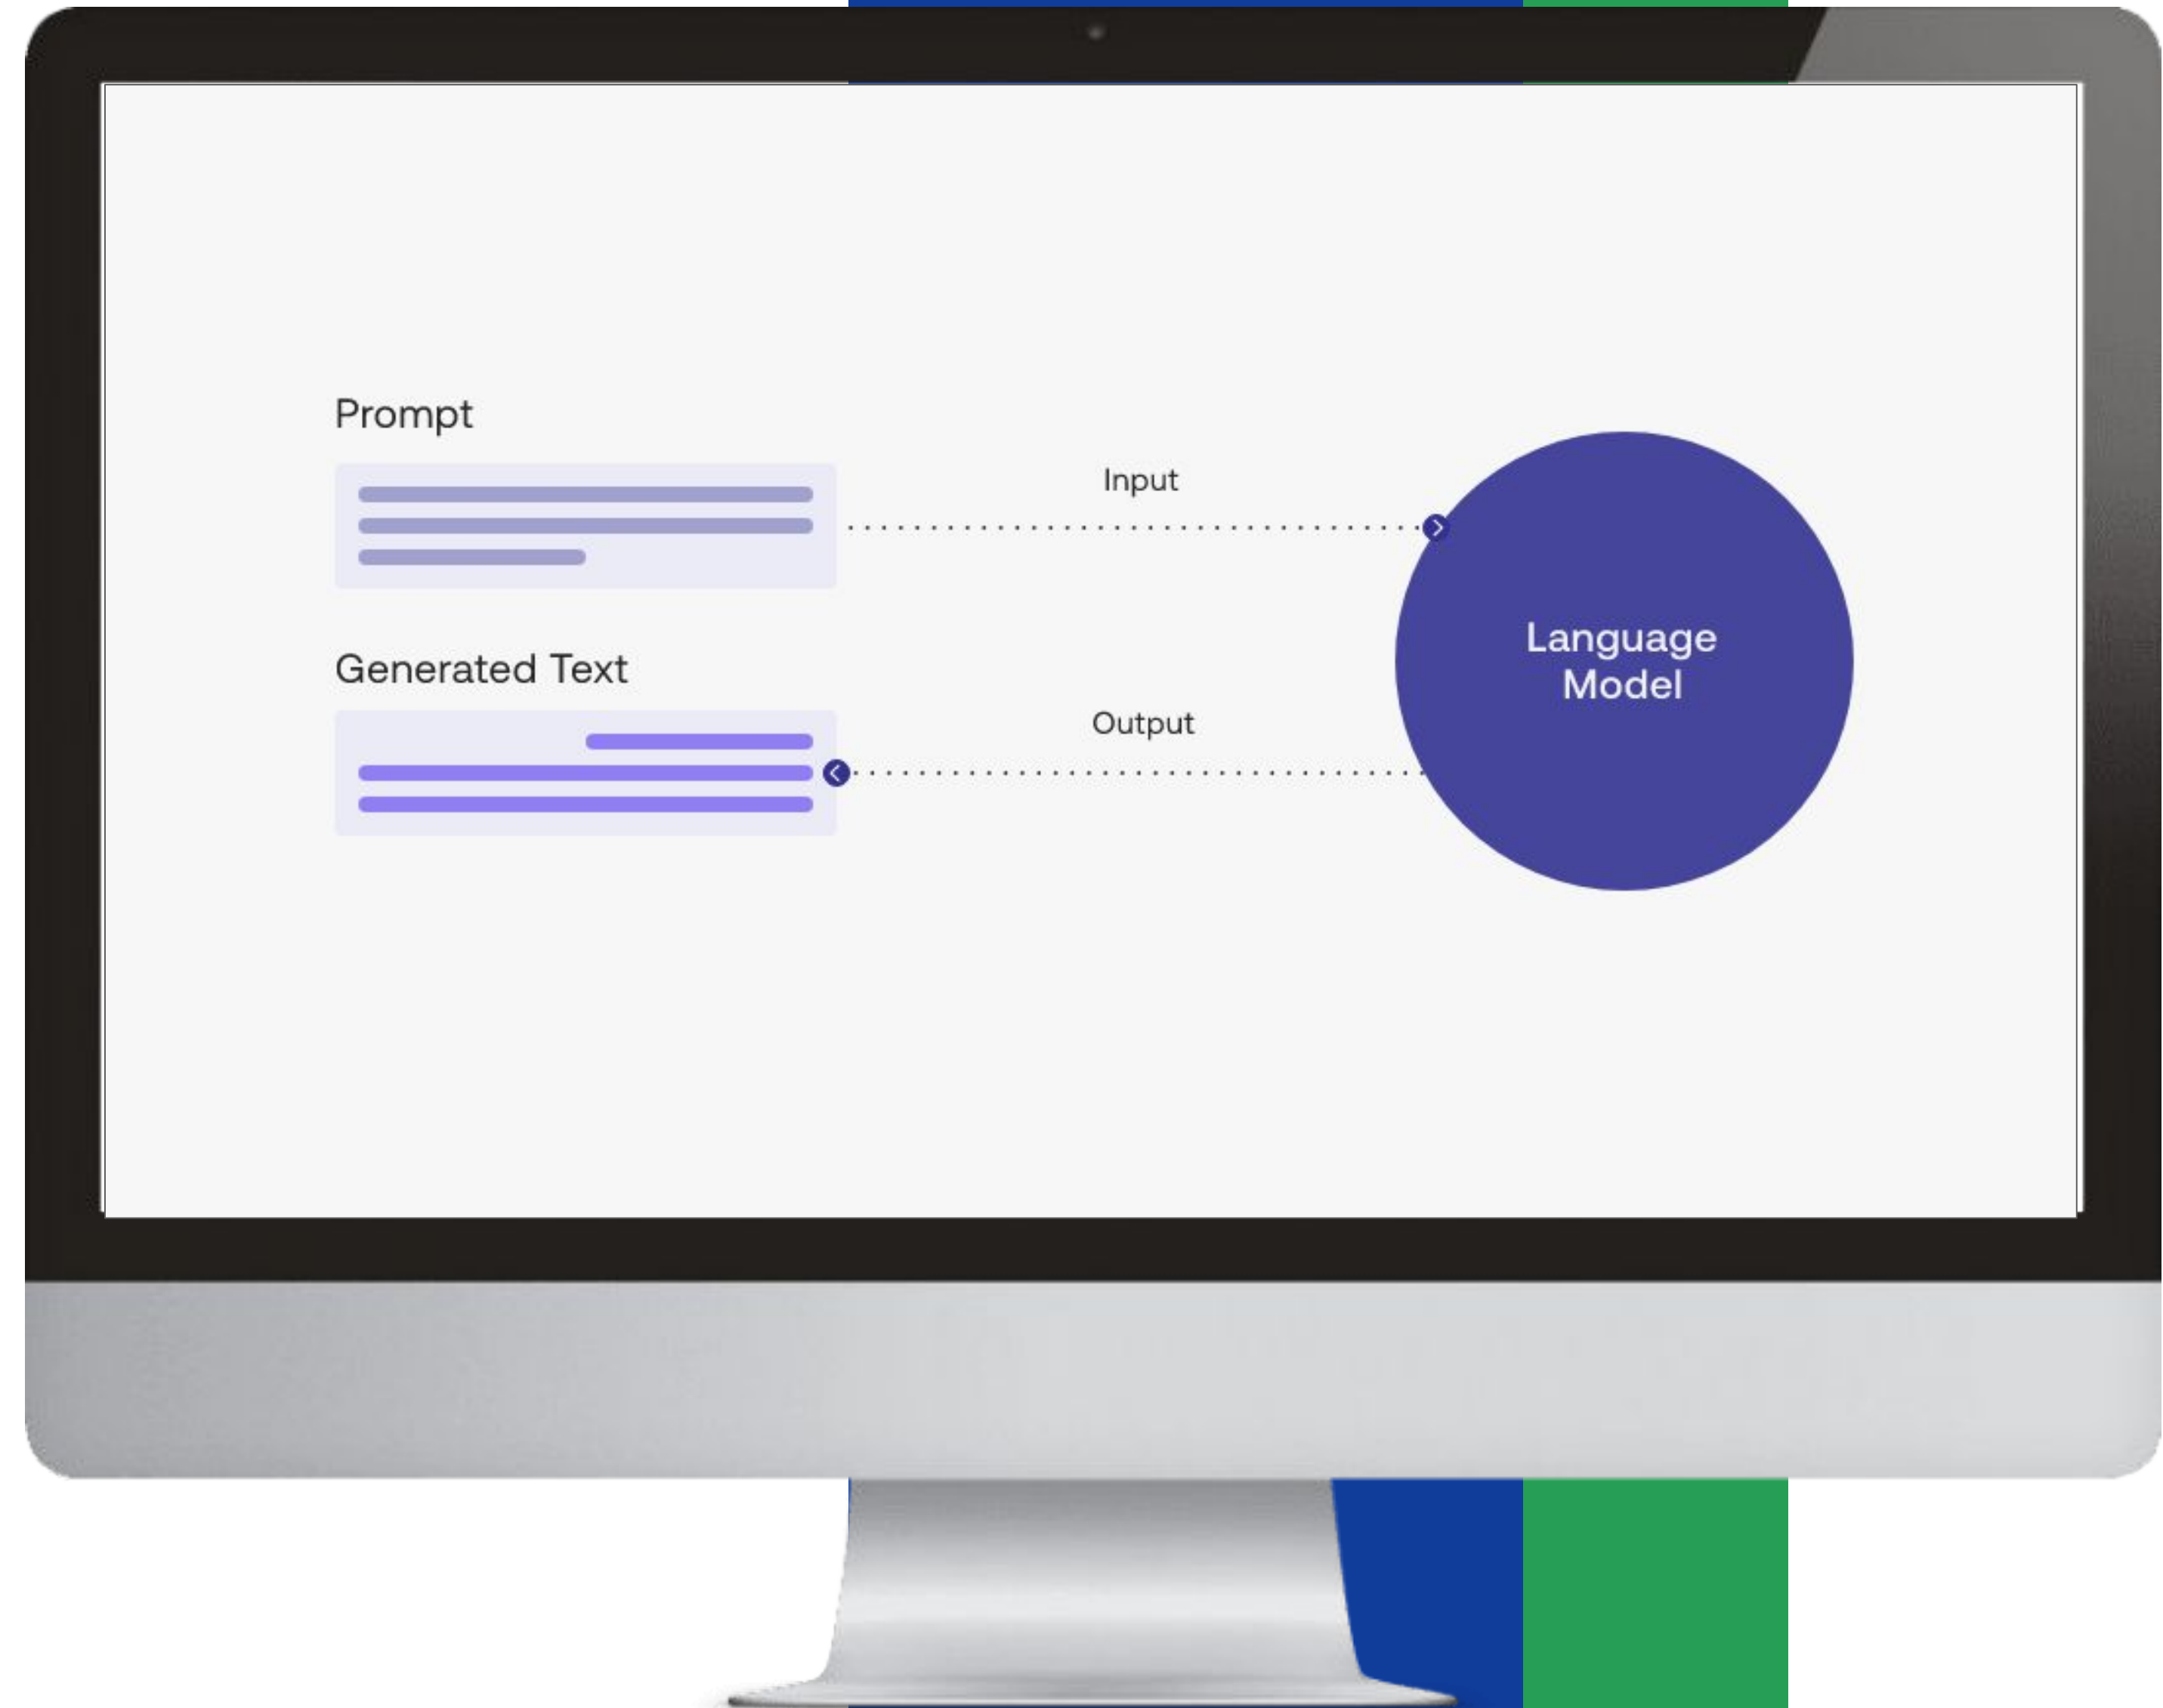 Prompt
Input
Generated Text
Output
Language
Model